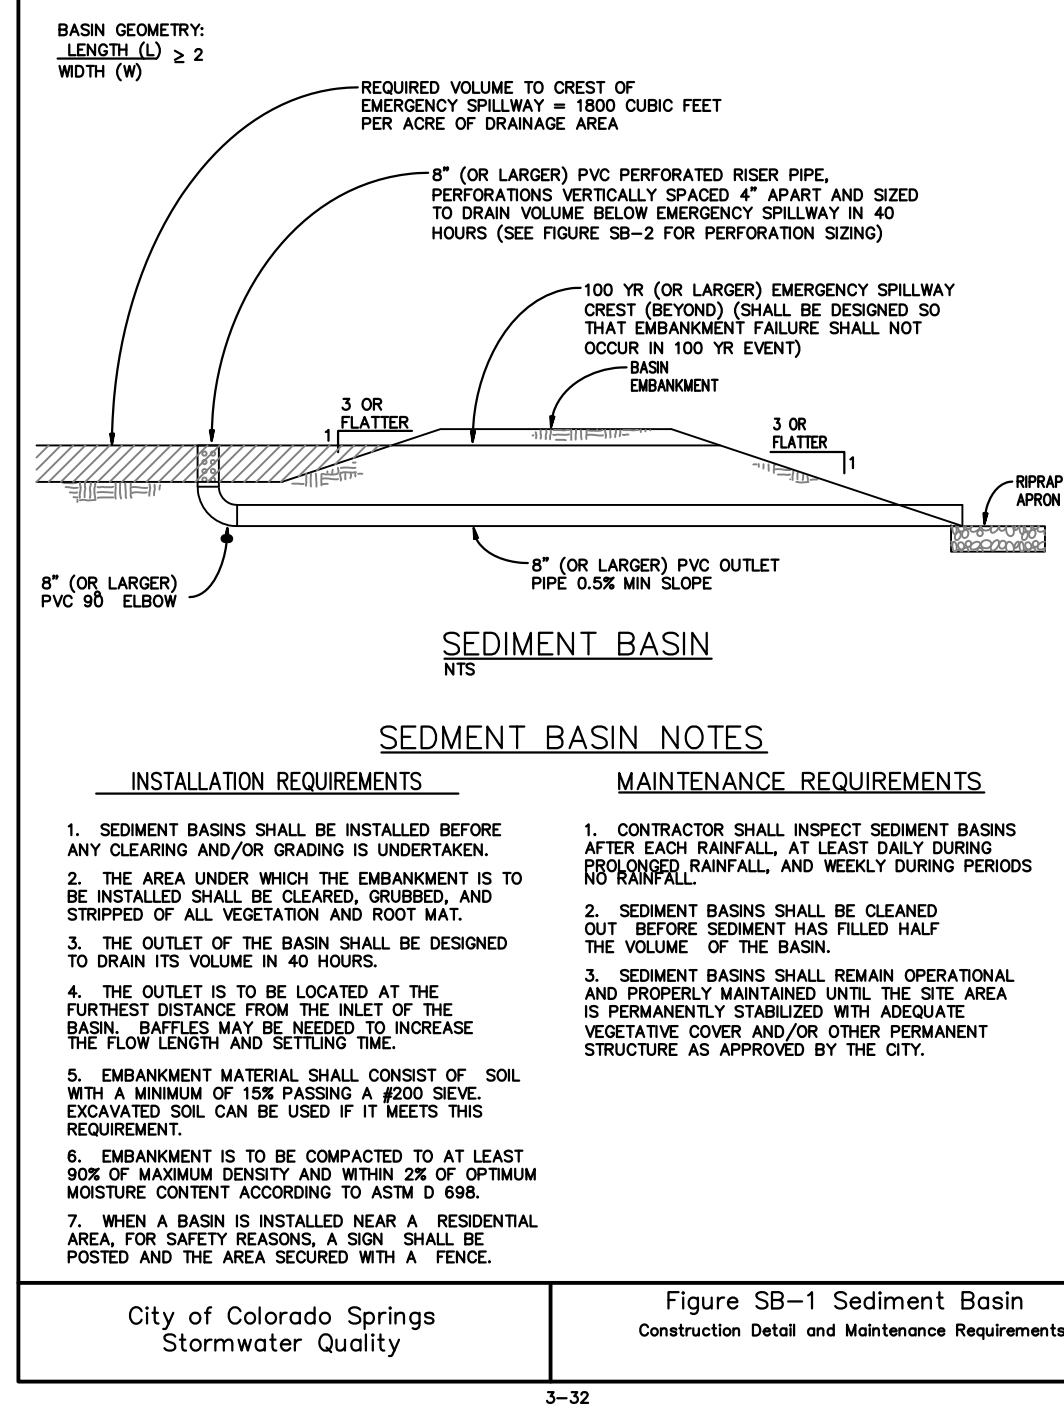 BASIN GEOMETRY:
LENGTH (L)
WIDTH (W)
≥ 2
REQUIRED VOLUME TO CREST OF
EMERGENCY SPILLWAY = 1800 CUBIC FEET
PER ACRE OF DRAINAGE AREA
8" (OR LARGER) PVC PERFORATED RISER PIPE,
PERFORATIONS VERTICALLY SPACED 4" APART AND SIZED
TO DRAIN VOLUME BELOW EMERGENCY SPILLWAY IN 40
HOURS (SEE FIGURE SB-2 FOR PERFORATION SIZING)
100 YR (OR LARGER) EMERGENCY SPILLWAY
CREST (BEYOND) (SHALL BE DESIGNED SO
THAT EMBANKMENT FAILURE SHALL NOT
OCCUR IN 100 YR EVENT)
BASIN
EMBANKMENT
3 OR
FLATTER
1
3 OR
FLATTER
1
RIPRAP
APRON
8" (OR LARGER)
PVC 90° ELBOW
8" (OR LARGER) PVC OUTLET
PIPE 0.5% MIN SLOPE
SEDIMENT BASIN
NTS
SEDMENT BASIN NOTES
INSTALLATION REQUIREMENTS
1. SEDIMENT BASINS SHALL BE INSTALLED BEFORE
ANY CLEARING AND/OR GRADING IS UNDERTAKEN.
2. THE AREA UNDER WHICH THE EMBANKMENT IS TO
BE INSTALLED SHALL BE CLEARED, GRUBBED, AND
STRIPPED OF ALL VEGETATION AND ROOT MAT.
3. THE OUTLET OF THE BASIN SHALL BE DESIGNED
TO DRAIN ITS VOLUME IN 40 HOURS.
4. THE OUTLET IS TO BE LOCATED AT THE
FURTHEST DISTANCE FROM THE INLET OF THE
BASIN. BAFFLES MAY BE NEEDED TO INCREASE
THE FLOW LENGTH AND SETTLING TIME.
5. EMBANKMENT MATERIAL SHALL CONSIST OF SOIL
WITH A MINIMUM OF 15% PASSING A #200 SIEVE.
EXCAVATED SOIL CAN BE USED IF IT MEETS THIS
REQUIREMENT.
6. EMBANKMENT IS TO BE COMPACTED TO AT LEAST
90% OF MAXIMUM DENSITY AND WITHIN 2% OF OPTIMUM
MOISTURE CONTENT ACCORDING TO ASTM D 698.
7. WHEN A BASIN IS INSTALLED NEAR A RESIDENTIAL
AREA, FOR SAFETY REASONS, A SIGN SHALL BE
POSTED AND THE AREA SECURED WITH A FENCE.
MAINTENANCE REQUIREMENTS
1. CONTRACTOR SHALL INSPECT SEDIMENT BASINS
AFTER EACH RAINFALL, AT LEAST DAILY DURING
PROLONGED RAINFALL, AND WEEKLY DURING PERIODS
NO RAINFALL.
2. SEDIMENT BASINS SHALL BE CLEANED
OUT BEFORE SEDIMENT HAS FILLED HALF
THE VOLUME OF THE BASIN.
3. SEDIMENT BASINS SHALL REMAIN OPERATIONAL
AND PROPERLY MAINTAINED UNTIL THE SITE AREA
IS PERMANENTLY STABILIZED WITH ADEQUATE
VEGETATIVE COVER AND/OR OTHER PERMANENT
STRUCTURE AS APPROVED BY THE CITY.
City of Colorado Springs
Stormwater Quality
Figure SB-1 Sediment Basin
Construction Detail and Maintenance Requirements
3-32